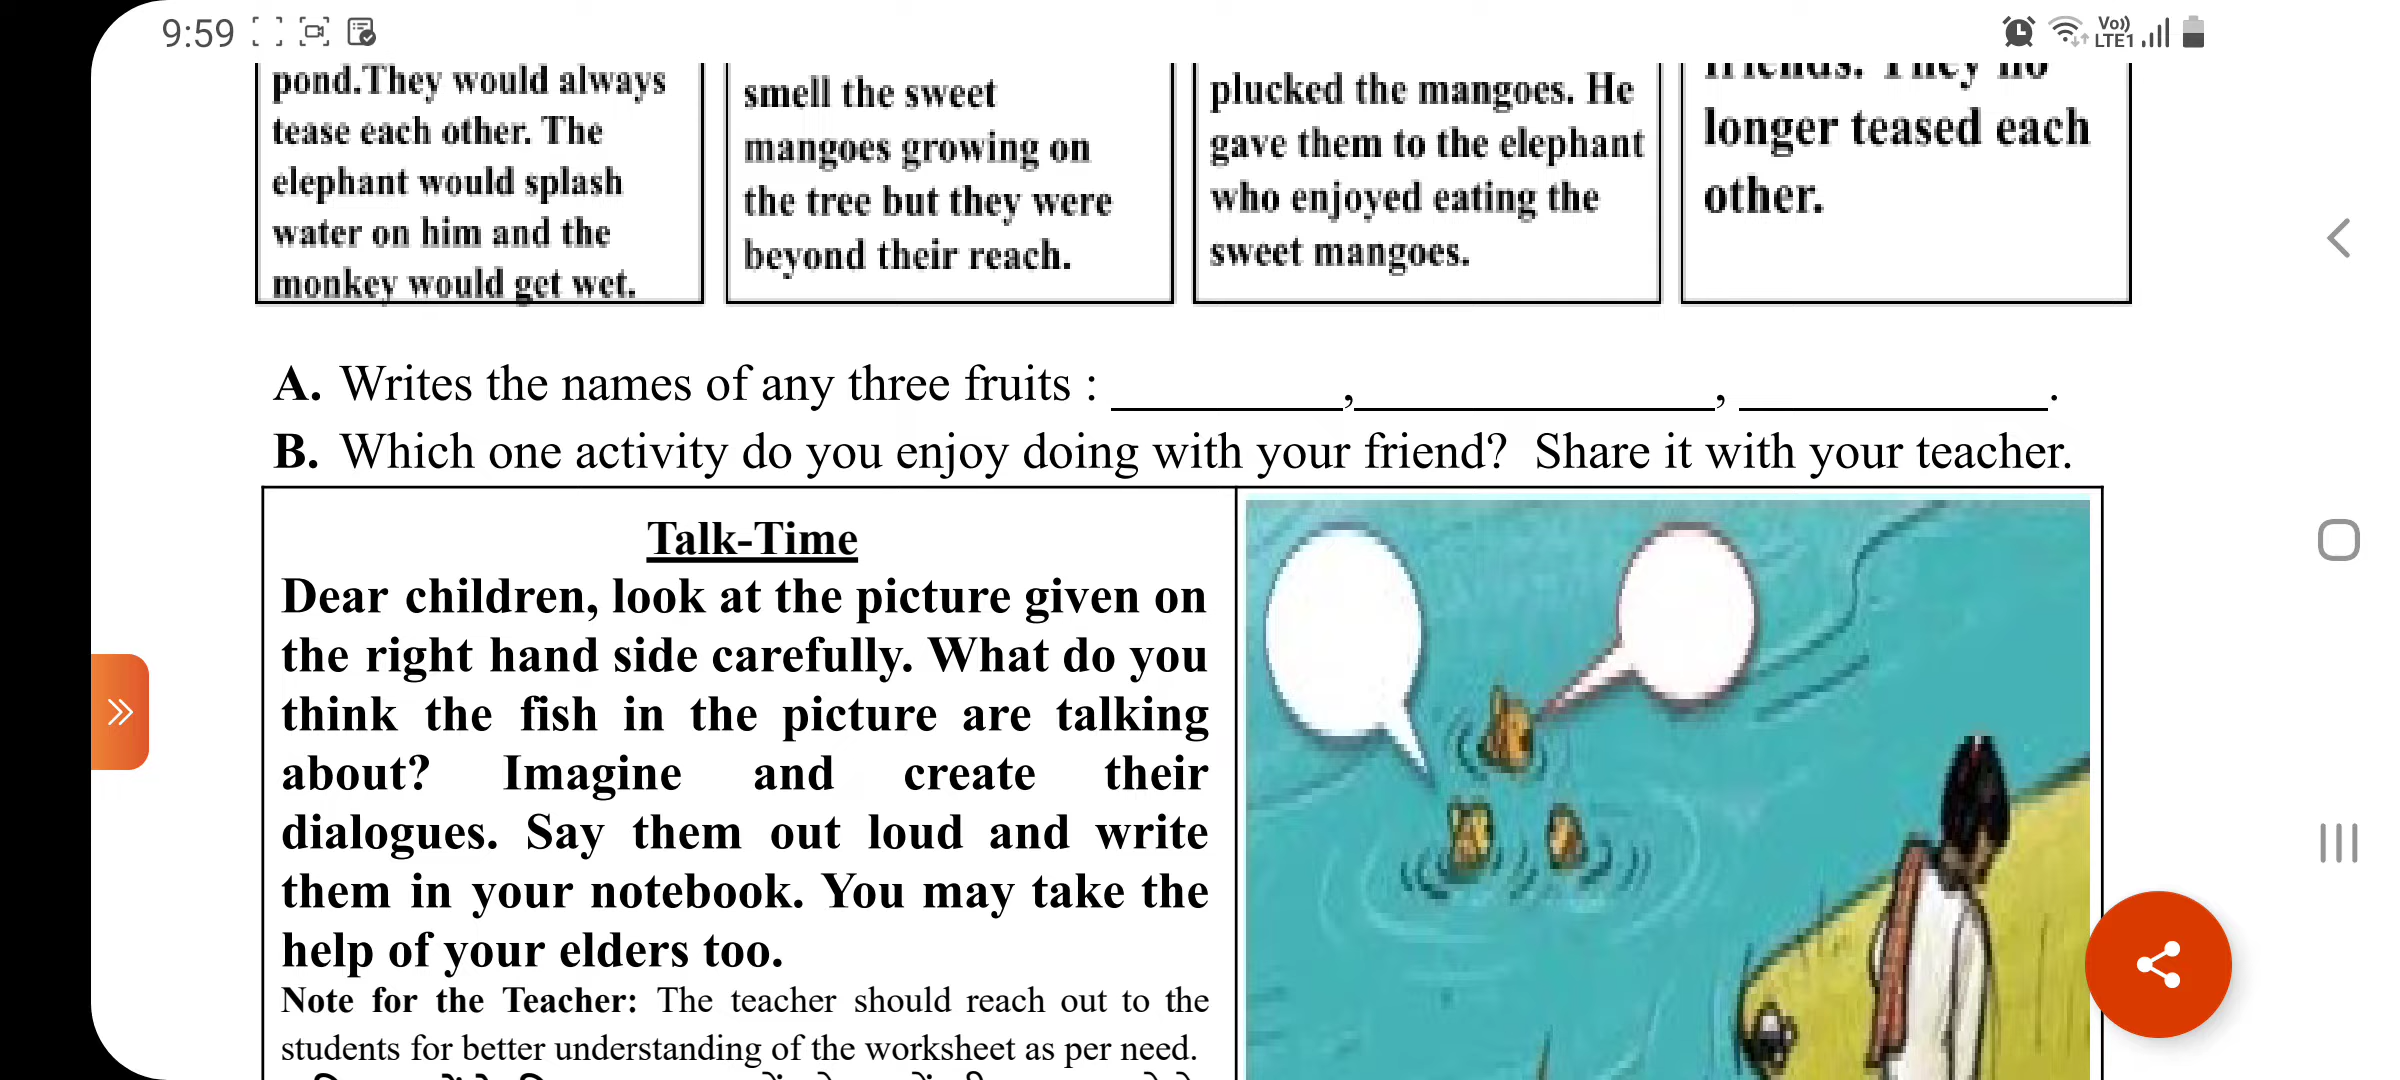 9:59
Vo)) LTE1
pond.They would always
tease each other. The
elephant would splash
water on him and the
monkey would get wet.
smell the sweet
mangoes growing on
the tree but they were
beyond their reach.
plucked the mangoes. He
gave them to the elephant
who enjoyed eating the
sweet mangoes.
friends. They no
longer teased each
other.
A. Writes the names of any three fruits : _________,______________, ____________.
B. Which one activity do you enjoy doing with your friend? Share it with your teacher.
Talk-Time
Dear children, look at the picture given on
the right hand side carefully. What do you
think the fish in the picture are talking
about? Imagine and create their
dialogues. Say them out loud and write
them in your notebook. You may take the
help of your elders too.
Note for the Teacher: The teacher should reach out to the
students for better understanding of the worksheet as per need.